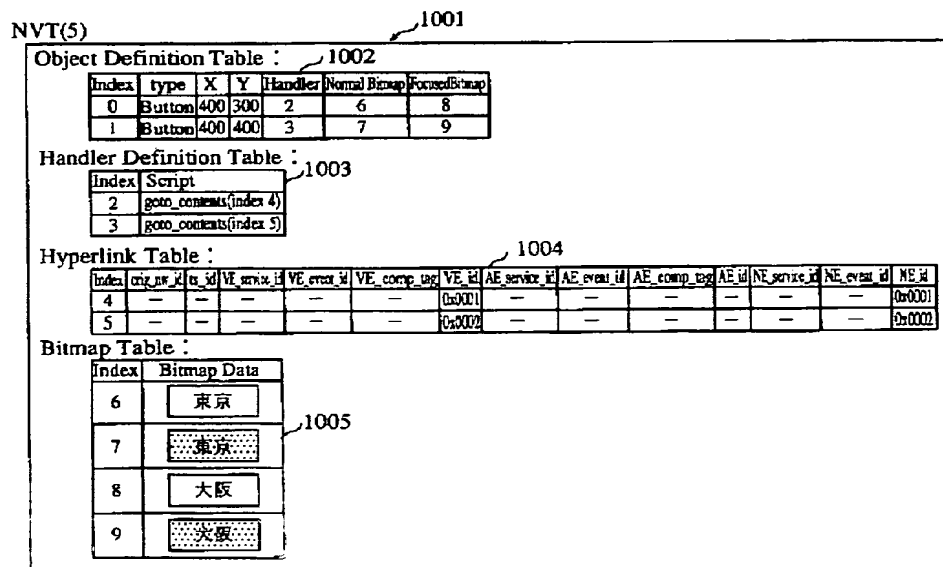 NVT(5)
1001
Object Definition Table :
1002
Index type X Y Handler Normal Bitmap FocusedBitmap
0 Button 400 300 2 6 8
1 Button 400 400 3 7 9
Handler Definition Table :
1003
Index Script
2 goto_contents(index 4)
3 goto_contents(index 5)
Hyperlink Table :
1004
Index orig_nw_id ts_id VE_service_id VE_event_id VE_comp_tag VE_id AE_service_id AE_event_id AE_comp_tag AE_id NE_service_id NE_event_id NE_id
4 — — — — — 0x0001 — — — — — — 0x0001
5 — — — — — 0x0002 — — — — — — 0x0002
Bitmap Table :
Index Bitmap Data
6 東京
1005
7 東京
8 大阪
9 大阪